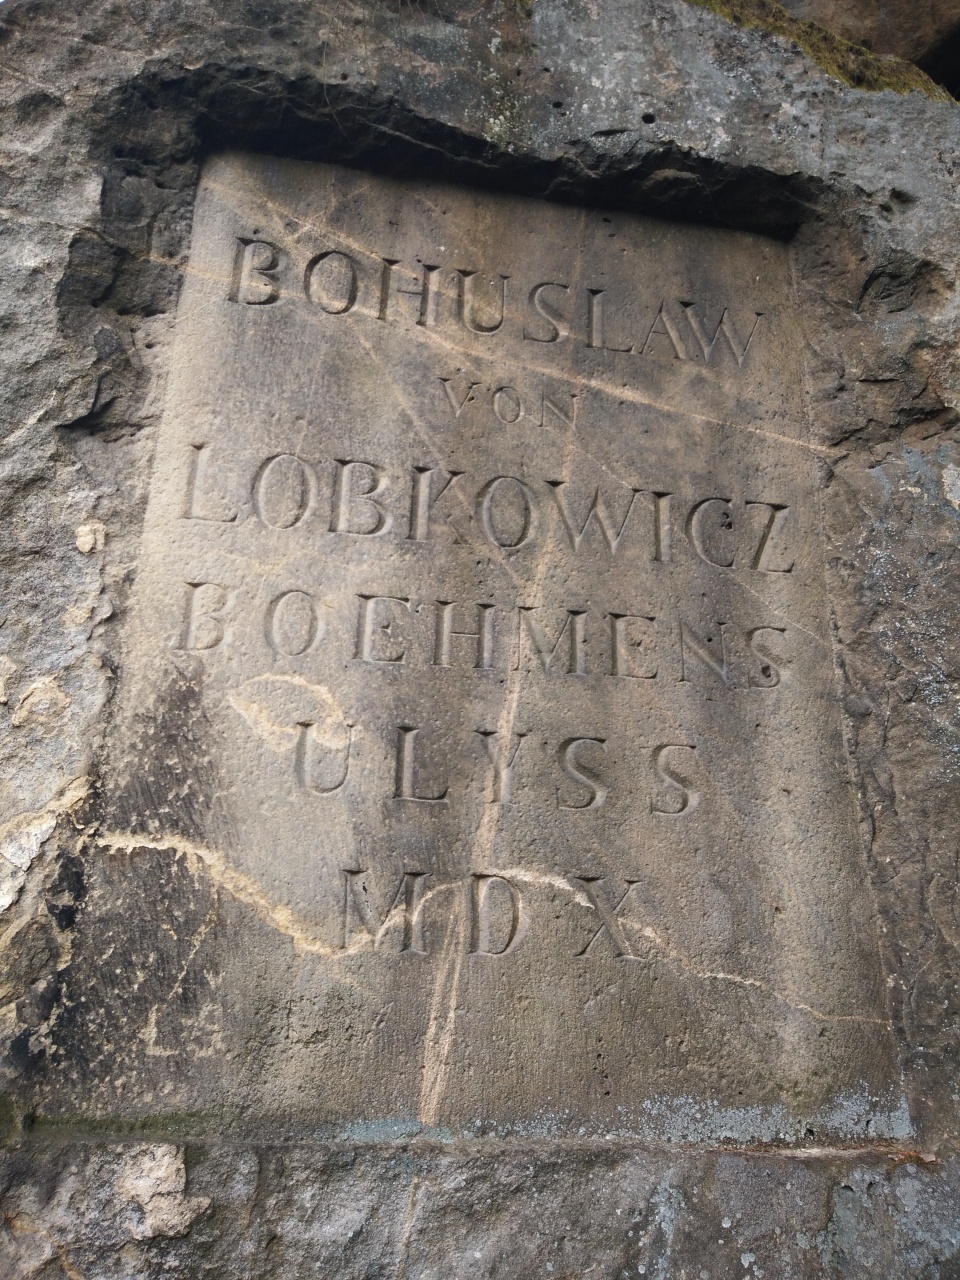 BOHUSLAW
VON
LOBKOWICZ
BOEHMENS
ULYSS
MDX